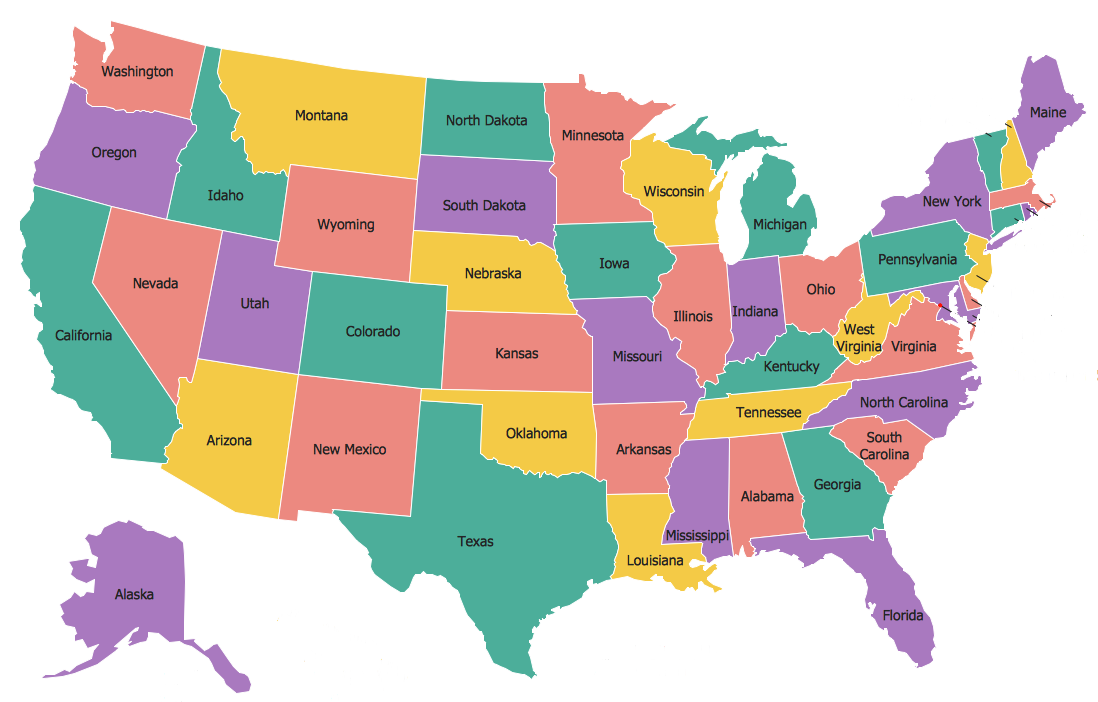 Washington
Montana
North Dakota
Minnesota
Maine
Oregon
Idaho
Wyoming
South Dakota
Wisconsin
Michigan
New York
Nevada
Utah
Colorado
Nebraska
Iowa
Illinois
Indiana
Ohio
Pennsylvania
California
Kansas
Missouri
Kentucky
West
Virginia
Virginia
Arizona
New Mexico
Oklahoma
Arkansas
Tennessee
North Carolina
South
Carolina
Texas
Louisiana
Mississippi
Alabama
Georgia
Alaska
Florida